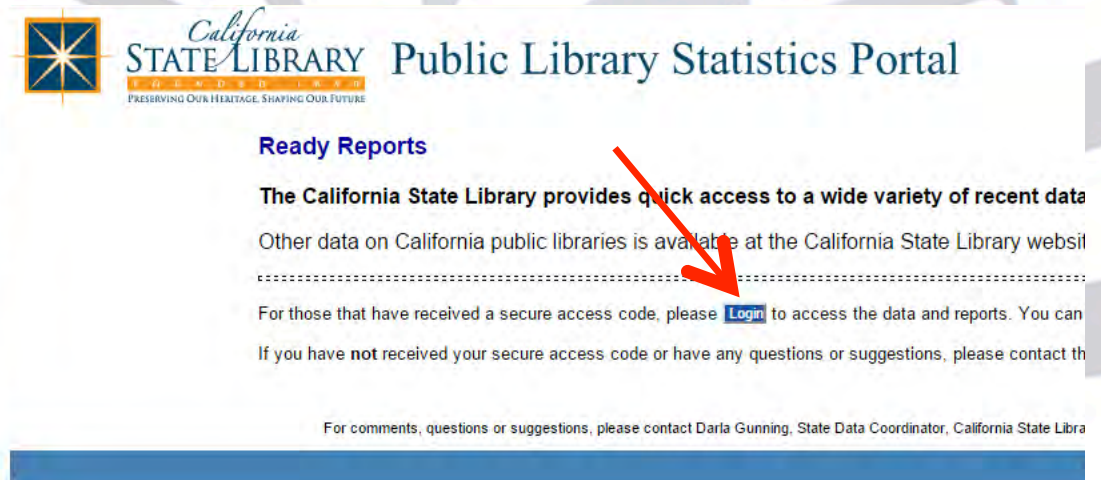 California
STATE LIBRARY
FOUNDED 1850
PRESERVING OUR HERITAGE, SHAPING OUR FUTURE
Public Library Statistics Portal
Ready Reports
The California State Library provides quick access to a wide variety of recent data
Other data on California public libraries is available at the California State Library websit
For those that have received a secure access code, please Login to access the data and reports. You can
If you have not received your secure access code or have any questions or suggestions, please contact th
For comments, questions or suggestions, please contact Darla Gunning, State Data Coordinator, California State Libra